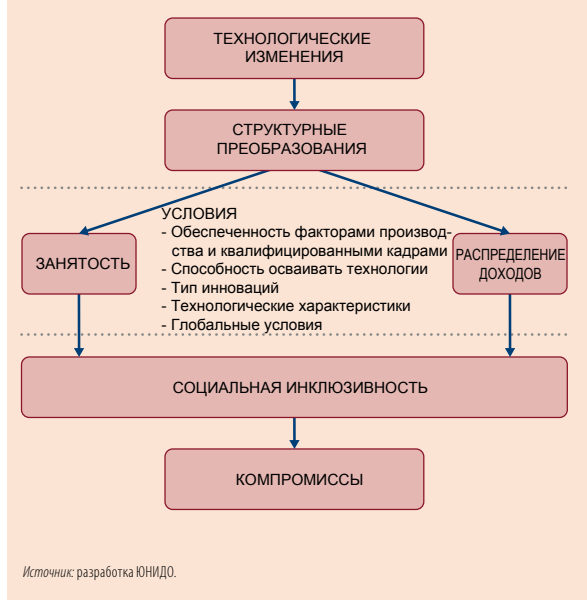 ТЕХНОЛОГИЧЕСКИЕ
ИЗМЕНЕНИЯ
СТРУКТУРНЫЕ
ПРЕОБРАЗОВАНИЯ
ЗАНЯТОСТЬ
УСЛОВИЯ
- Обеспеченность факторами производ-
ства и квалифицированными кадрами
- Способность осваивать технологии
- Тип инноваций
- Технологические характеристики
- Глобальные условия
РАСПРЕДЕЛЕНИЕ
ДОХОДОВ
СОЦИАЛЬНАЯ ИНКЛЮЗИВНОСТЬ
КОМПРОМИССЫ
Источник: разработка ЮНИДО.